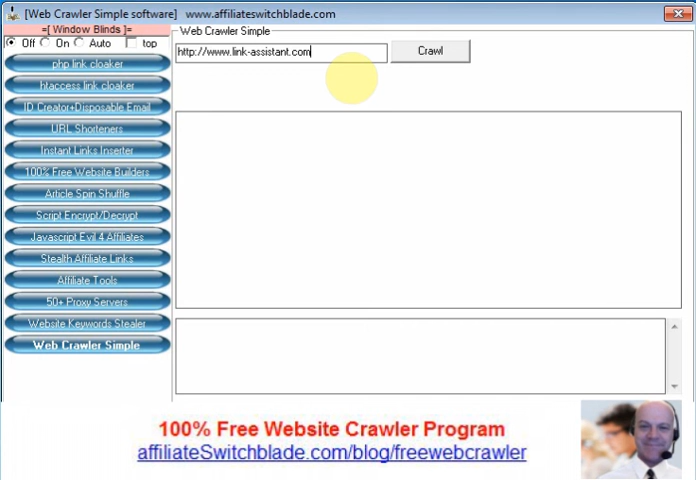 [Web Crawler Simple software]   www.affiliateswitchblade.com
=[ Window Blinds ]=
Off On Auto top
php link cloaker
htaccess link cloaker
ID Creator+Disposable Email
URL Shorteners
Instant Links Inserter
100% Free Website Builders
Article Spin Shuffle
Script Encrypt/Decrypt
Javascript Evil 4 Affiliates
Stealth Affiliate Links
Affiliate Tools
50+ Proxy Servers
Website Keywords Stealer
Web Crawler Simple
Web Crawler Simple
http://www.link-assistant.com
Crawl
100% Free Website Crawler Program
affiliateSwitchblade.com/blog/freewebcrawler